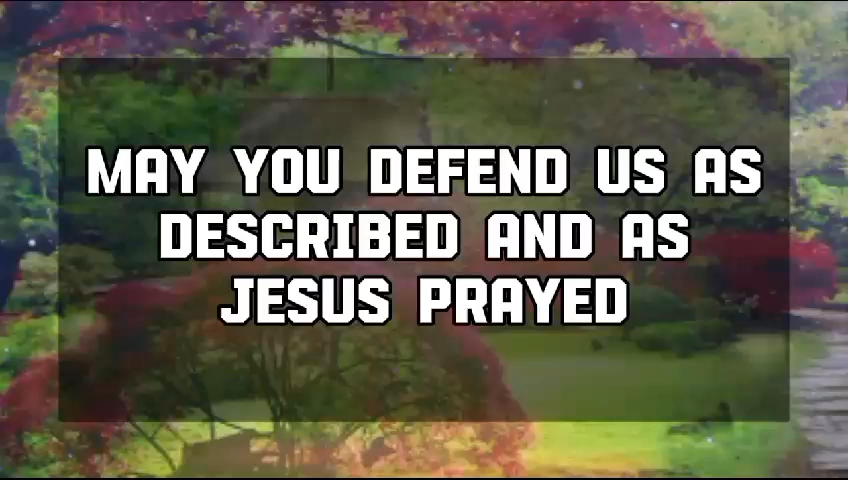 MAY YOU DEFEND US AS
DESCRIBED AND AS
JESUS PRAYED